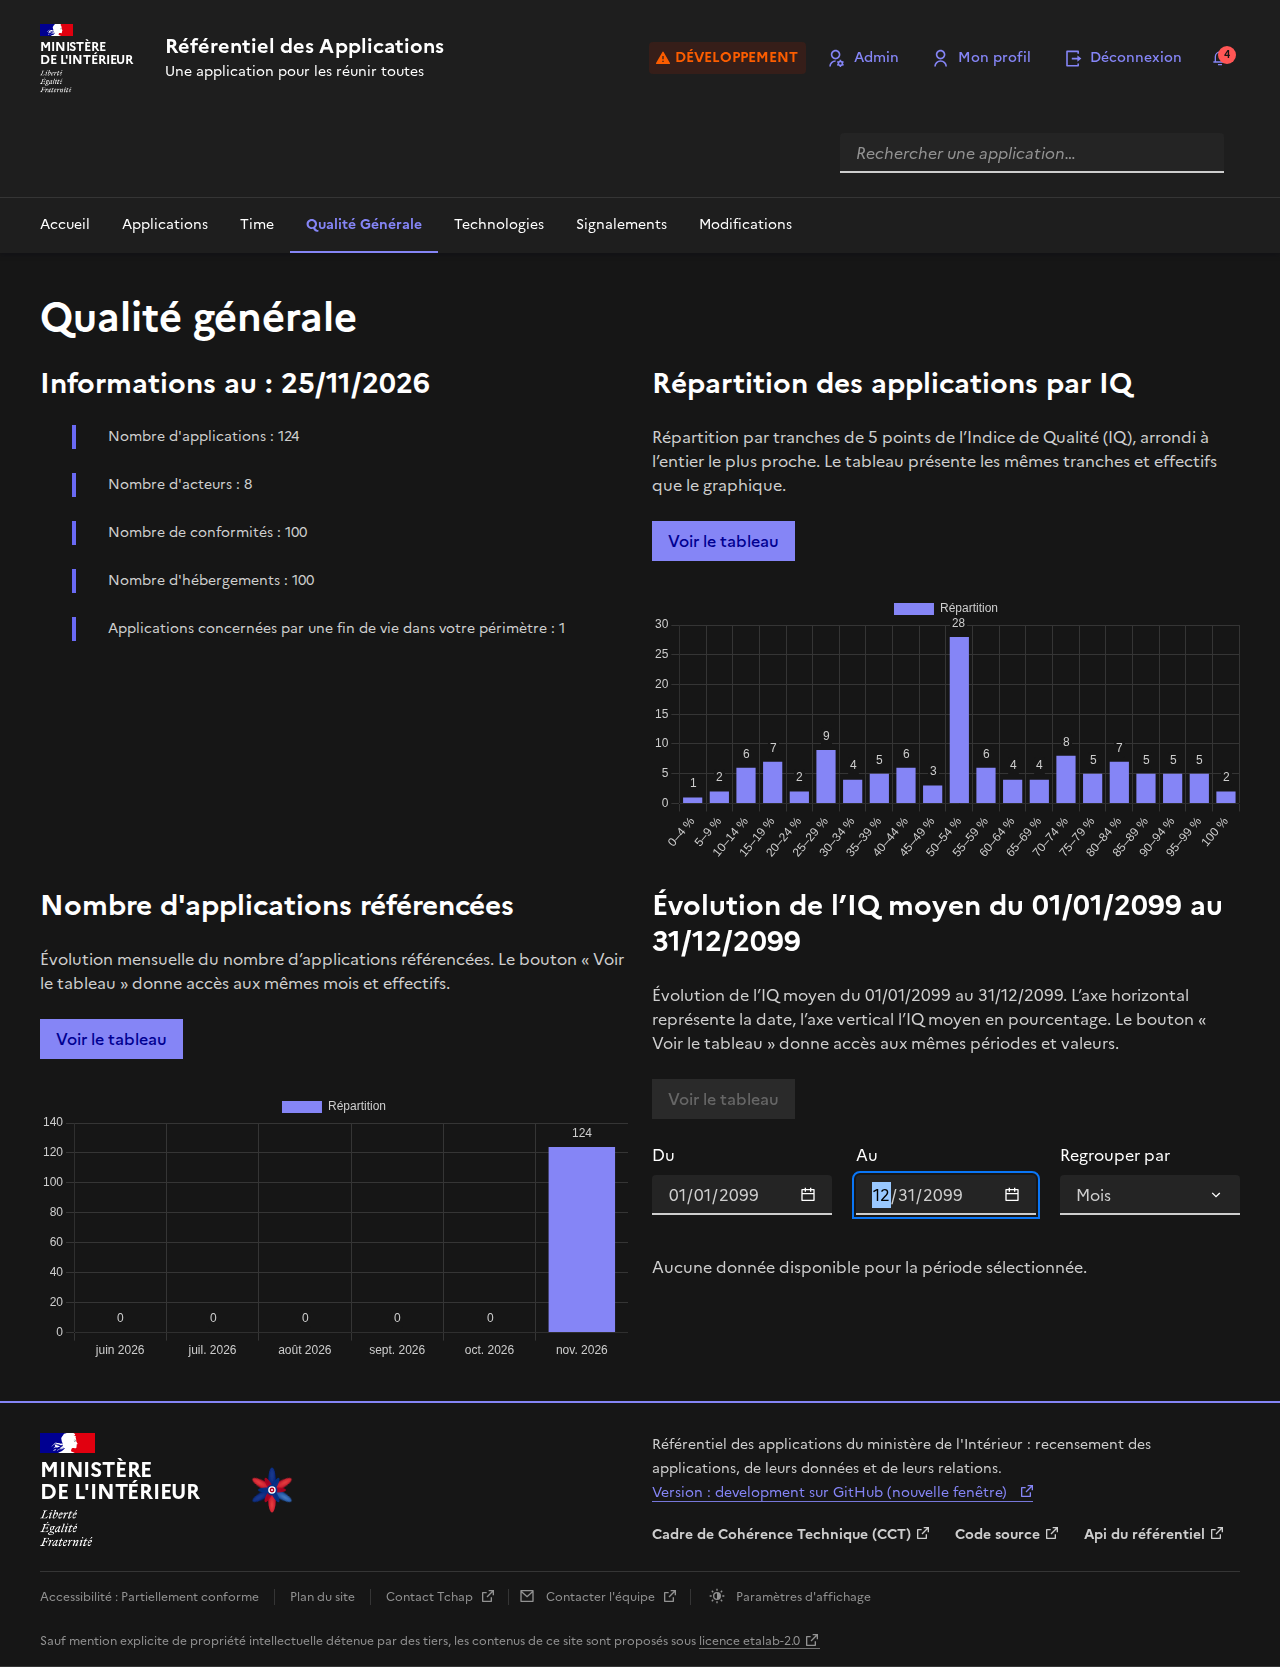 MINISTÈRE
DE L'INTÉRIEUR
Liberté
Égalité
Fraternité
Référentiel des Applications
Une application pour les réunir toutes
DÉVELOPPEMENT
Admin
Mon profil
Déconnexion
4
Rechercher une application…
Accueil
Applications
Time
Qualité Générale
Technologies
Signalements
Modifications
Qualité générale
Informations au : 25/11/2026
Nombre d'applications : 124
Nombre d'acteurs : 8
Nombre de conformités : 100
Nombre d'hébergements : 100
Applications concernées par une fin de vie dans votre périmètre : 1
Répartition des applications par IQ
Répartition par tranches de 5 points de l’Indice de Qualité (IQ), arrondi à
l’entier le plus proche. Le tableau présente les mêmes tranches et effectifs
que le graphique.
Voir le tableau
Répartition
30
25
20
15
10
5
0
1
2
6
7
2
9
4
5
6
3
28
6
4
4
8
5
7
5
5
5
2
0–4 %
5–9 %
10–14 %
15–19 %
20–24 %
25–29 %
30–34 %
35–39 %
40–44 %
45–49 %
50–54 %
55–59 %
60–64 %
65–69 %
70–74 %
75–79 %
80–84 %
85–89 %
90–94 %
95–99 %
100 %
Nombre d'applications référencées
Évolution mensuelle du nombre d’applications référencées. Le bouton « Voir
le tableau » donne accès aux mêmes mois et effectifs.
Voir le tableau
Répartition
140
120
100
80
60
40
20
0
0
0
0
0
0
124
juin 2026
juil. 2026
août 2026
sept. 2026
oct. 2026
nov. 2026
Évolution de l’IQ moyen du 01/01/2099 au
31/12/2099
Évolution de l’IQ moyen du 01/01/2099 au 31/12/2099. L’axe horizontal
représente la date, l’axe vertical l’IQ moyen en pourcentage. Le bouton «
Voir le tableau » donne accès aux mêmes périodes et valeurs.
Voir le tableau
Du
Au
Regrouper par
01/01/2099
12/31/2099
Mois
Aucune donnée disponible pour la période sélectionnée.
MINISTÈRE
DE L'INTÉRIEUR
Liberté
Égalité
Fraternité
Référentiel des applications du ministère de l'Intérieur : recensement des
applications, de leurs données et de leurs relations.
Version : development sur GitHub (nouvelle fenêtre)
Cadre de Cohérence Technique (CCT)
Code source
Api du référentiel
Accessibilité : Partiellement conforme
Plan du site
Contact Tchap
Contacter l'équipe
Paramètres d'affichage
Sauf mention explicite de propriété intellectuelle détenue par des tiers, les contenus de ce site sont proposés sous licence etalab-2.0